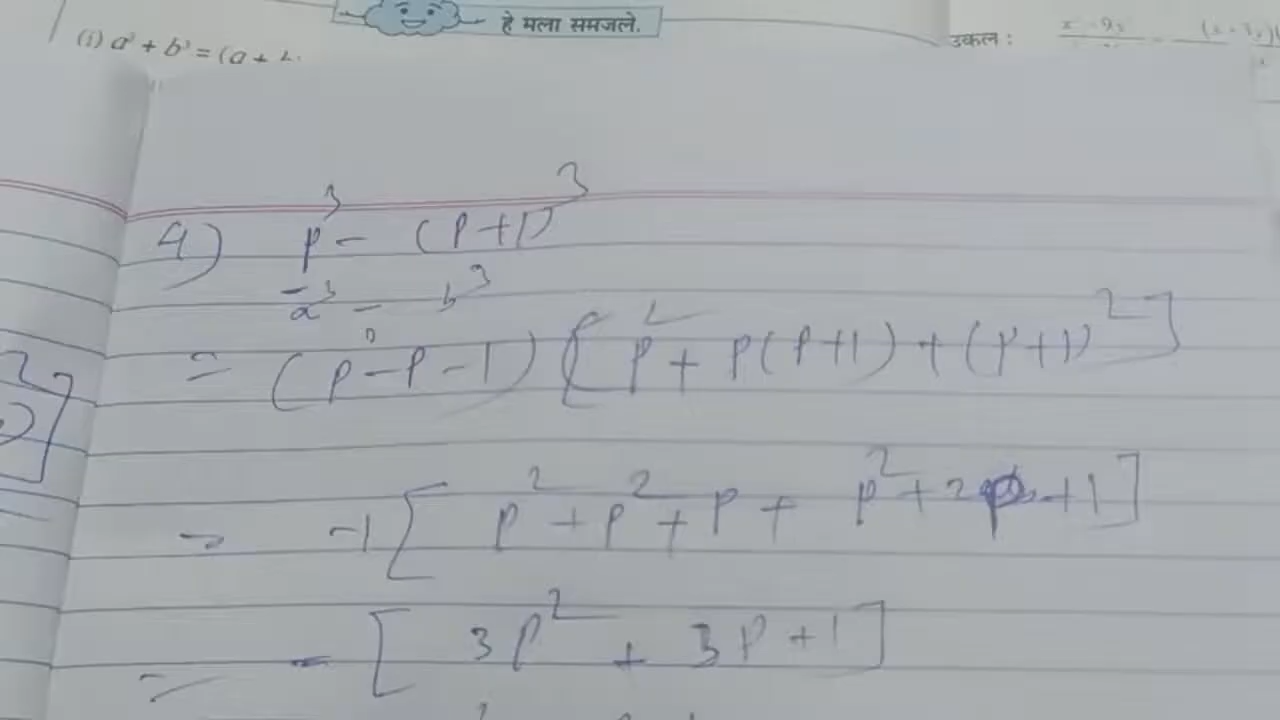 हे मला समजले.
(i) a³ + b³ = (a +
उकल :
4) p³ - (p+1)³
a³ - b³
= (p-p-1) [p² + p(p+1) + (p+1)²]
= -1 [p² + p² + p + p² + 2p + 1]
= - [3p² + 3p + 1]